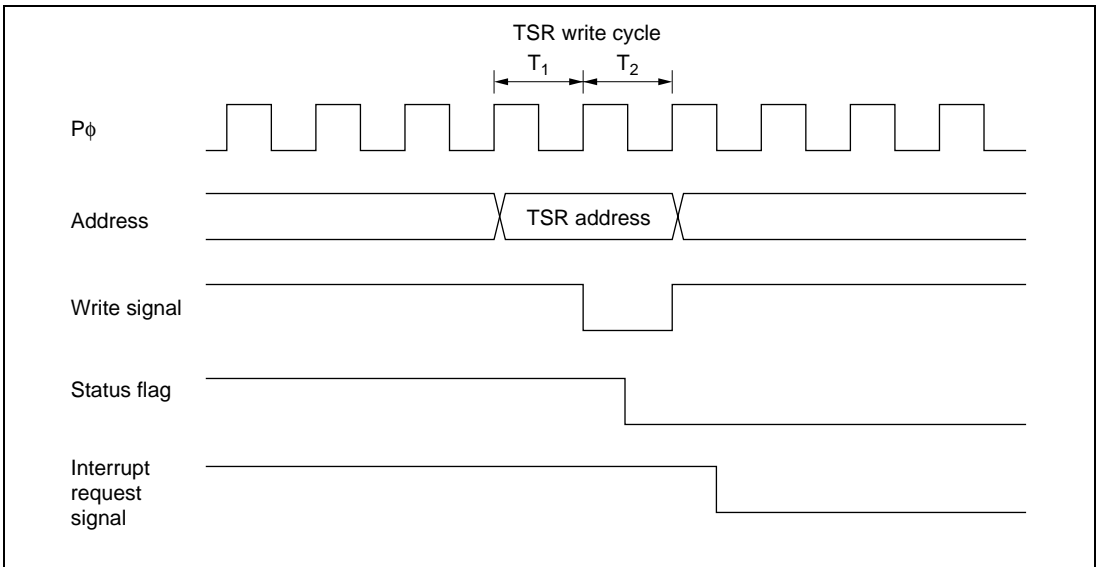 TSR write cycle
T1 T2
Pϕ
Address
TSR address
Write signal
Status flag
Interrupt
request
signal